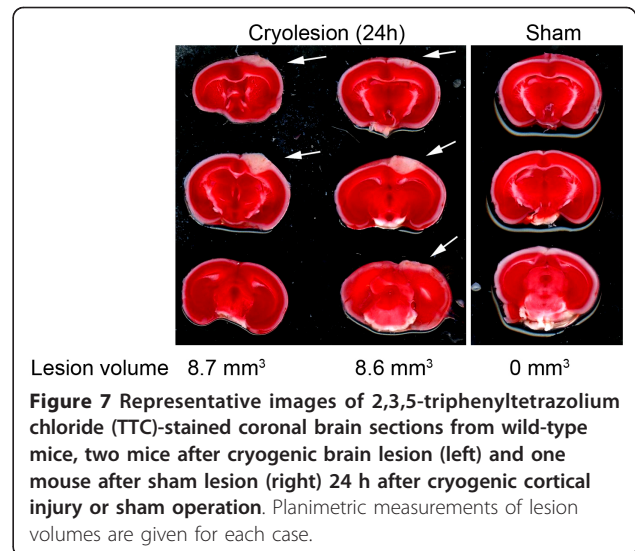 Cryolesion (24h) Sham
Lesion volume 8.7 mm³ 8.6 mm³ 0 mm³
Figure 7 Representative images of 2,3,5-triphenyltetrazolium
chloride (TTC)-stained coronal brain sections from wild-type
mice, two mice after cryogenic brain lesion (left) and one
mouse after sham lesion (right) 24 h after cryogenic cortical
injury or sham operation. Planimetric measurements of lesion
volumes are given for each case.